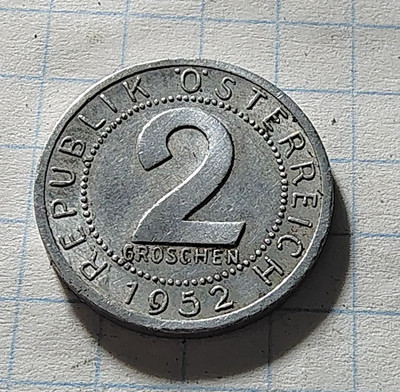 REPUBLIK ÖSTERREICH
2
GROSCHEN
1952